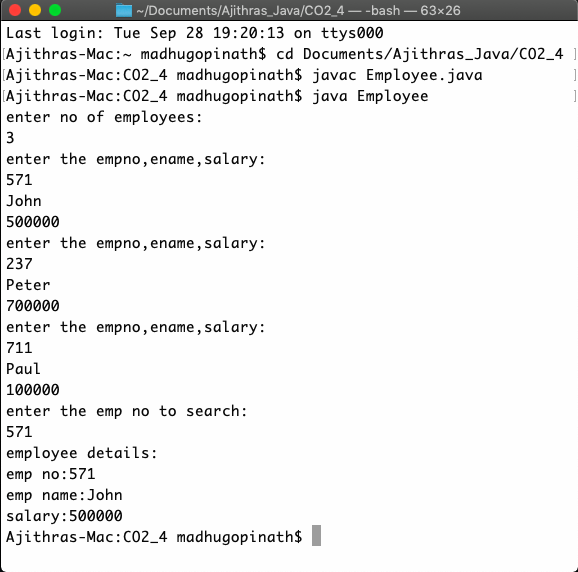 ~/Documents/Ajithras_Java/CO2_4 — -bash — 63×26
Last login: Tue Sep 28 19:20:13 on ttys000
[Ajithras-Mac:~ madhugopinath$ cd Documents/Ajithras_Java/CO2_4 ]
[Ajithras-Mac:CO2_4 madhugopinath$ javac Employee.java ]
[Ajithras-Mac:CO2_4 madhugopinath$ java Employee ]
enter no of employees:
3
enter the empno,ename,salary:
571
John
500000
enter the empno,ename,salary:
237
Peter
700000
enter the empno,ename,salary:
711
Paul
100000
enter the emp no to search:
571
employee details:
emp no:571
emp name:John
salary:500000
Ajithras-Mac:CO2_4 madhugopinath$